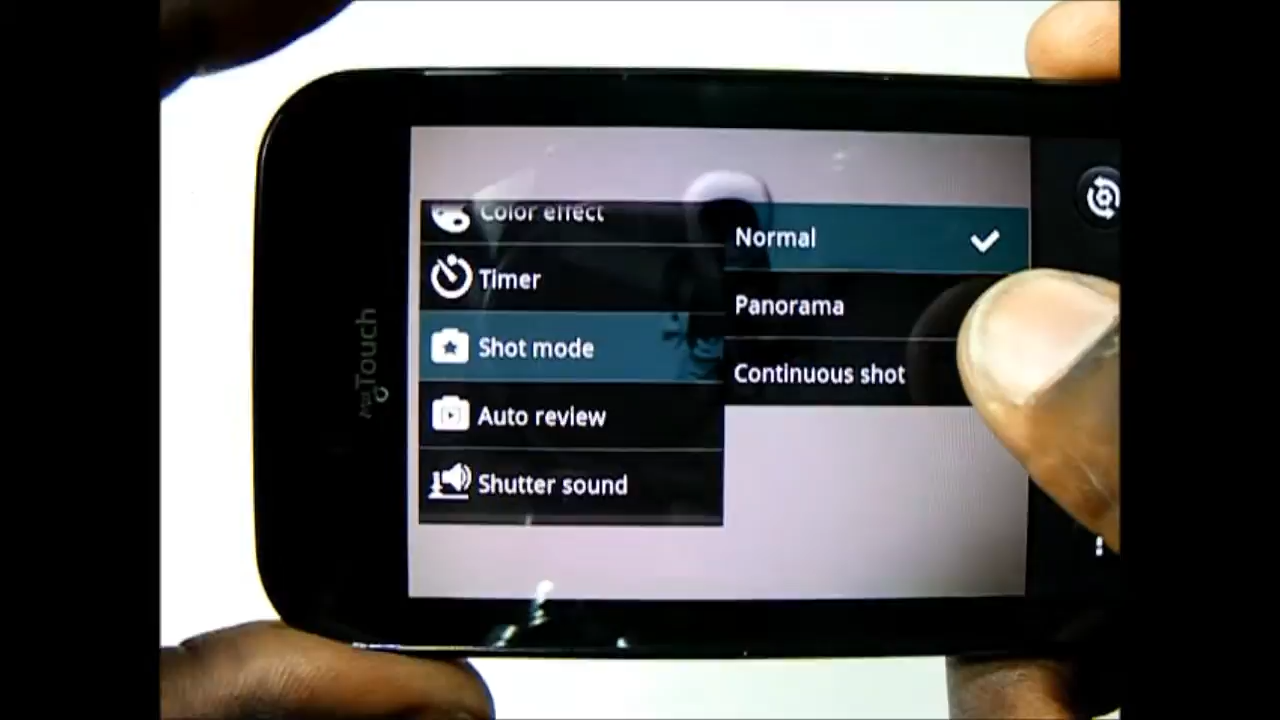 myTouch
Color effect
Timer
Shot mode
Auto review
Shutter sound
Normal
Panorama
Continuous shot